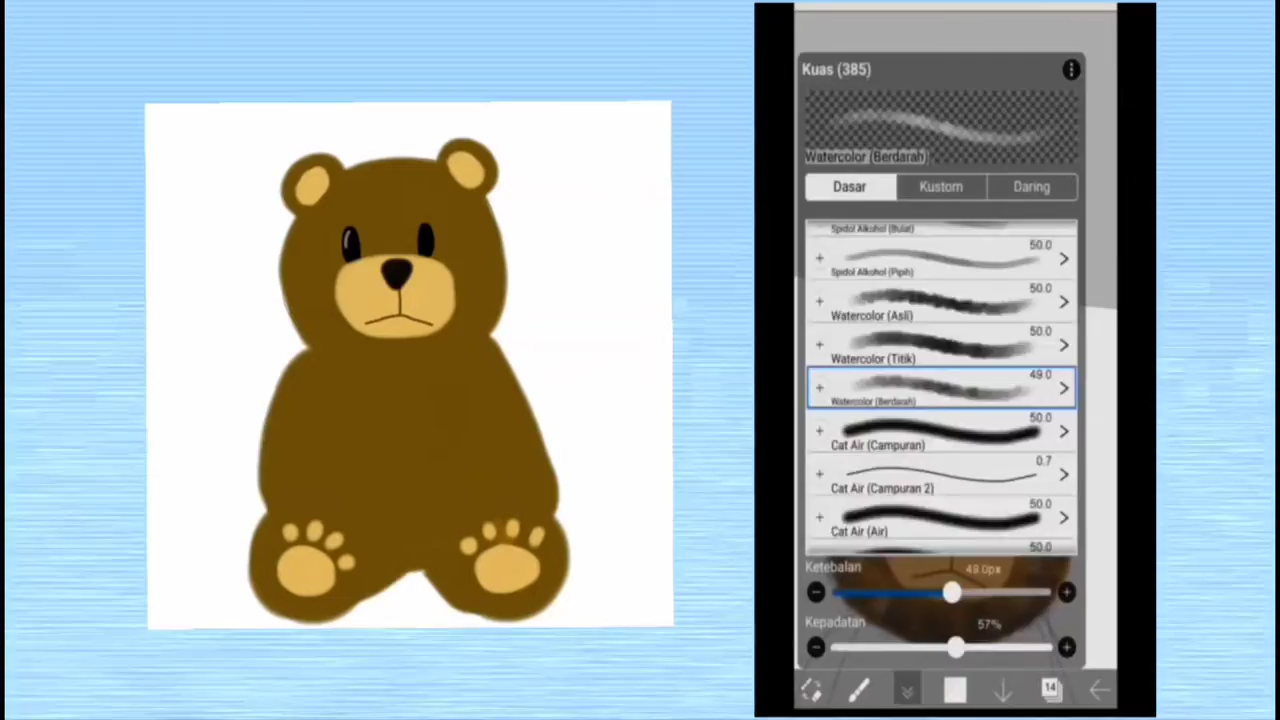 Kuas (385)
Watercolor (Berdarah)
Dasar
Kustom
Daring
Spidol Alkohol (Bulat)
50.0
Spidol Alkohol (Pipih)
50.0
Watercolor (Asli)
50.0
Watercolor (Titik)
49.0
Watercolor (Berdarah)
50.0
Cat Air (Campuran)
0.7
Cat Air (Campuran 2)
50.0
Cat Air (Air)
50.0
Ketebalan
49.0px
Kepadatan
57%
14